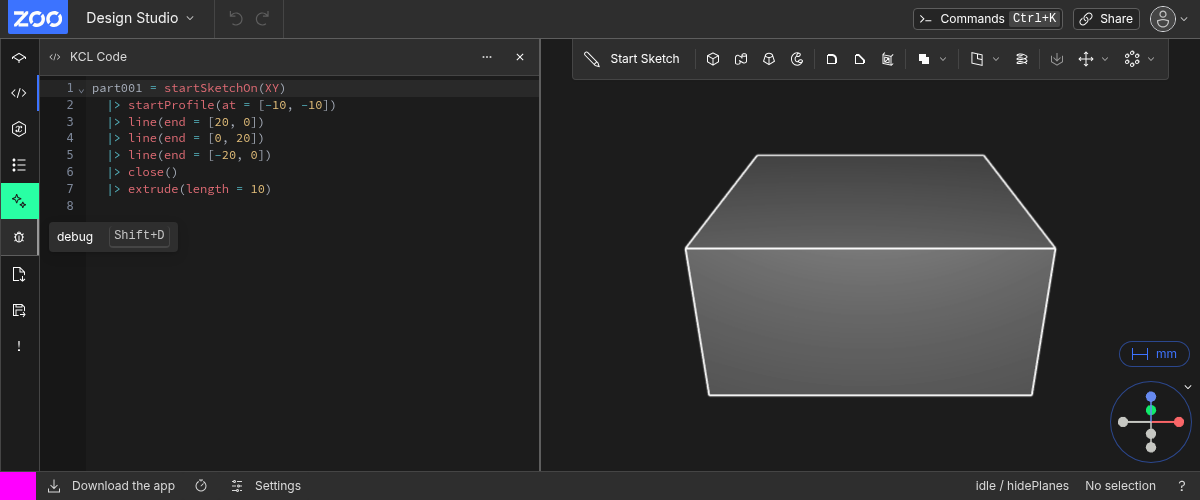 ZOO
Design Studio
Commands Ctrl+K
Share
KCL Code
Start Sketch
1 part001 = startSketchOn(XY)
2 |> startProfile(at = [-10, -10])
3 |> line(end = [20, 0])
4 |> line(end = [0, 20])
5 |> line(end = [-20, 0])
6 |> close()
7 |> extrude(length = 10)
8
debug Shift+D
!
mm
Download the app
Settings
idle / hidePlanes
No selection
?